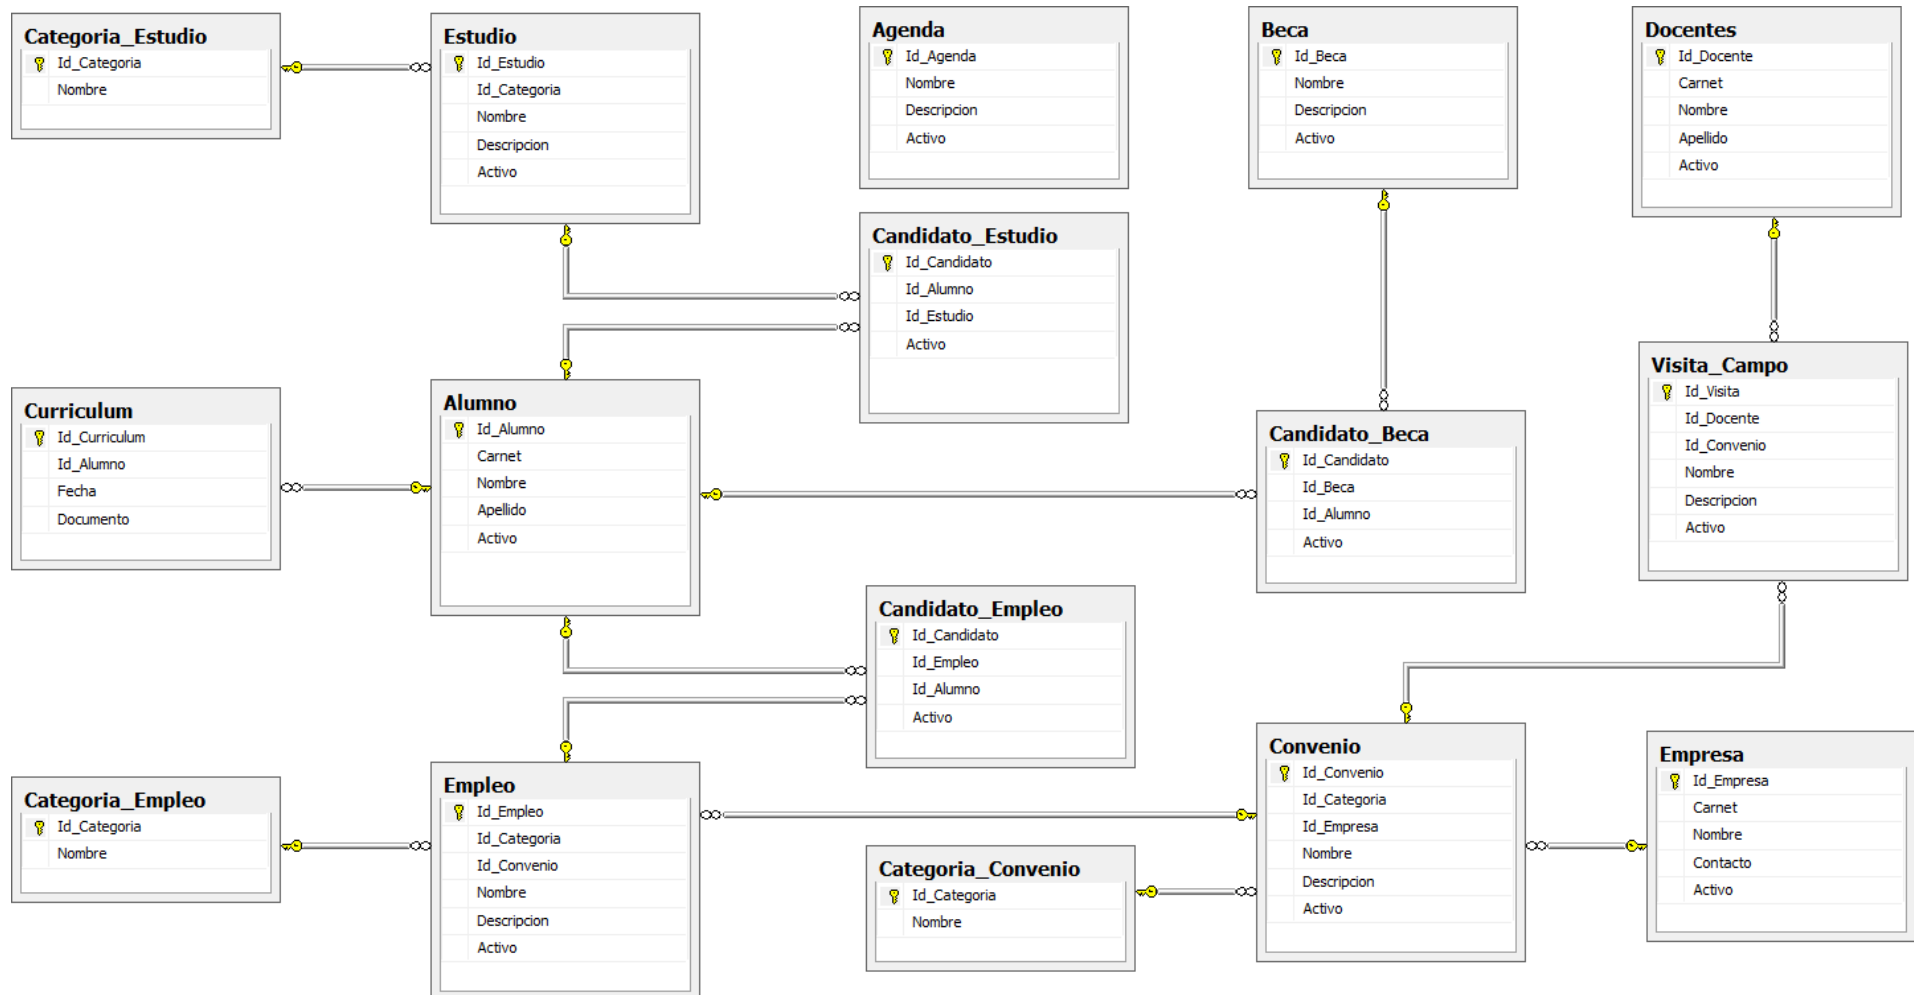 Categoria_Estudio
Id_Categoria
Nombre
Estudio
Id_Estudio
Id_Categoria
Nombre
Descripcion
Activo
Agenda
Id_Agenda
Nombre
Descripcion
Activo
Beca
Id_Beca
Nombre
Descripcion
Activo
Docentes
Id_Docente
Carnet
Nombre
Apellido
Activo
Candidato_Estudio
Id_Candidato
Id_Alumno
Id_Estudio
Activo
Curriculum
Id_Curriculum
Id_Alumno
Fecha
Documento
Alumno
Id_Alumno
Carnet
Nombre
Apellido
Activo
Candidato_Beca
Id_Candidato
Id_Beca
Id_Alumno
Activo
Visita_Campo
Id_Visita
Id_Docente
Id_Convenio
Nombre
Descripcion
Activo
Candidato_Empleo
Id_Candidato
Id_Empleo
Id_Alumno
Activo
Categoria_Empleo
Id_Categoria
Nombre
Empleo
Id_Empleo
Id_Categoria
Id_Convenio
Nombre
Descripcion
Activo
Categoria_Convenio
Id_Categoria
Nombre
Convenio
Id_Convenio
Id_Categoria
Id_Empresa
Nombre
Descripcion
Activo
Empresa
Id_Empresa
Carnet
Nombre
Contacto
Activo